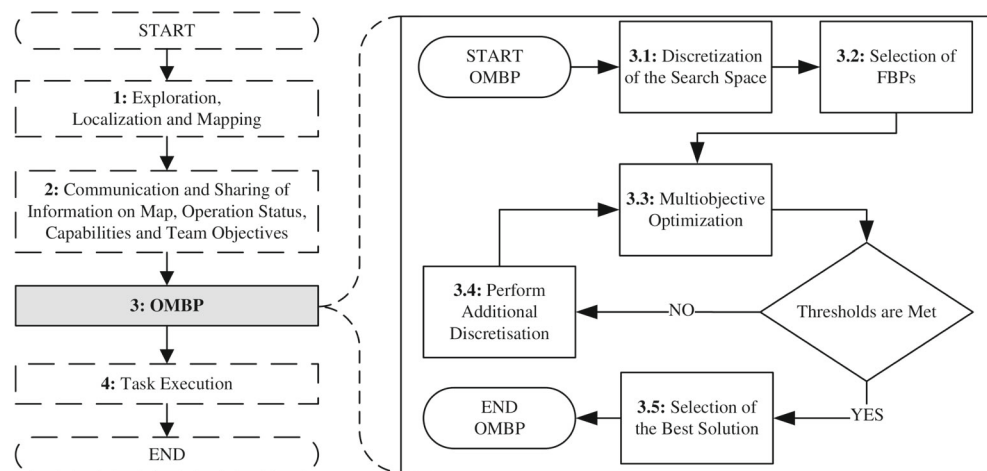 START
1: Exploration,
Localization and Mapping
2: Communication and Sharing of
Information on Map, Operation Status,
Capabilities and Team Objectives
3: OMBP
4: Task Execution
END
START
OMBP
3.1: Discretization
of the Search Space
3.2: Selection of
FBPs
3.3: Multiobjective
Optimization
Thresholds are Met
NO
3.4: Perform
Additional
Discretisation
YES
3.5: Selection of
the Best Solution
END
OMBP